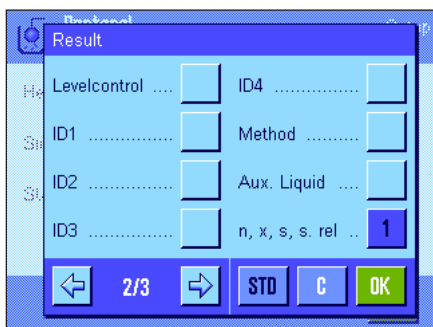 Result
Levelcontrol .... ID4 ................
ID1 ................ Method ..........
ID2 ................ Aux. Liquid ....
ID3 ................ n, x, s, s. rel .. 1
2/3 STD C OK